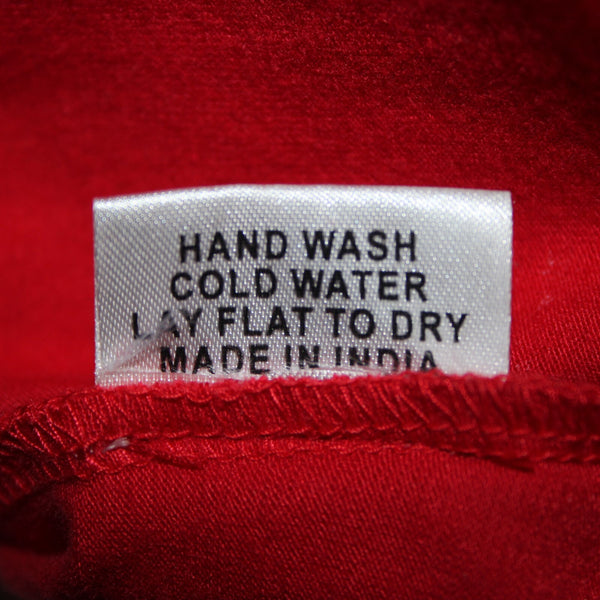 HAND WASH
COLD WATER
LAY FLAT TO DRY
MADE IN INDIA